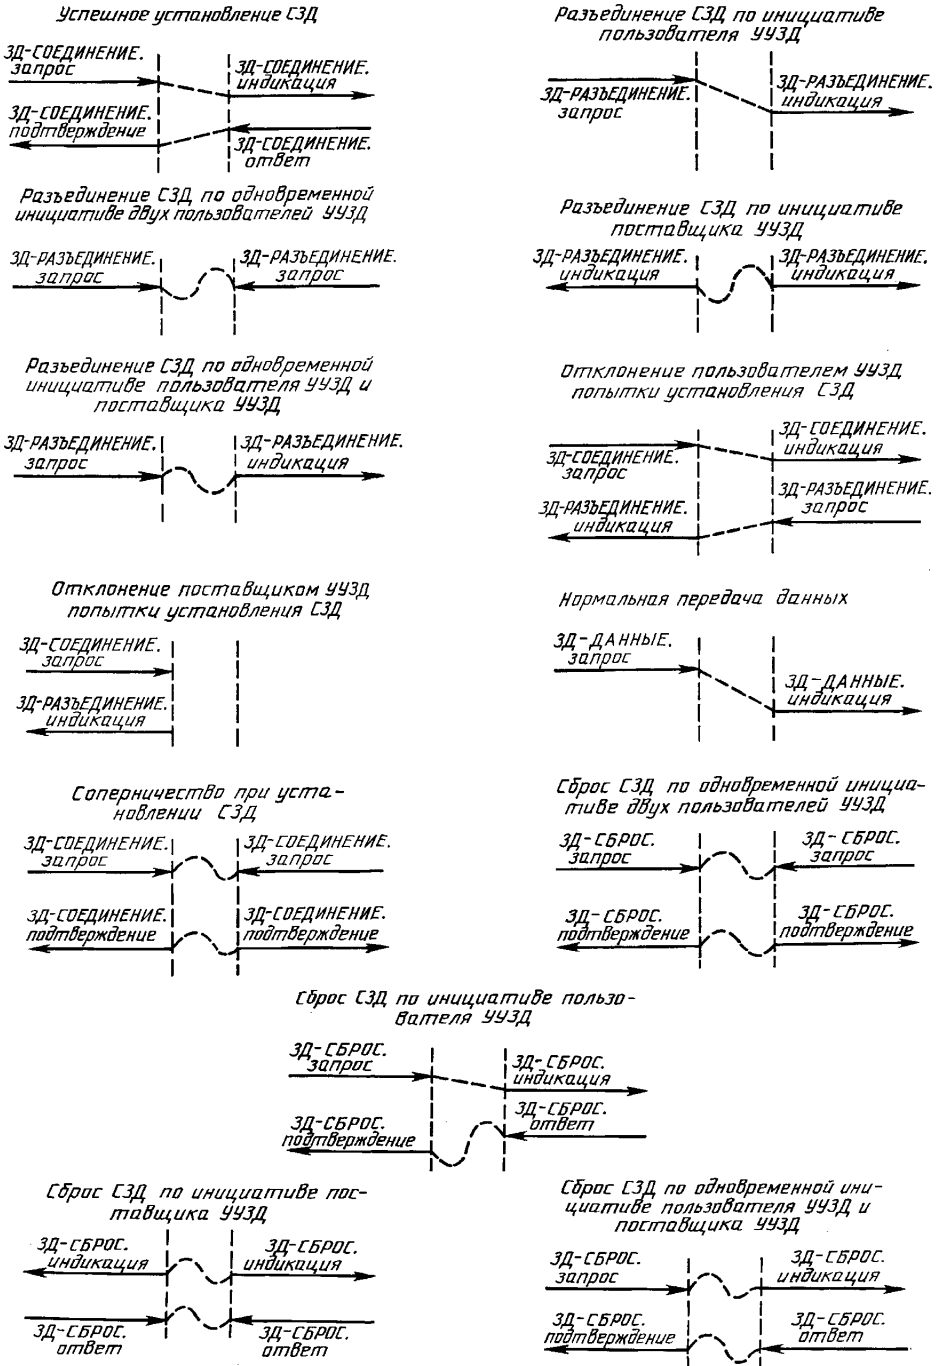 Успешное установление СЗД
ЗД-СОЕДИНЕНИЕ.
запрос
ЗД-СОЕДИНЕНИЕ.
индикация
ЗД-СОЕДИНЕНИЕ.
подтверждение
ЗД-СОЕДИНЕНИЕ.
ответ
Разъединение СЗД по инициативе
пользователя УУЗД
ЗД-РАЗЪЕДИНЕНИЕ.
запрос
ЗД-РАЗЪЕДИНЕНИЕ.
индикация
Разъединение СЗД по одновременной
инициативе двух пользователей УУЗД
ЗД-РАЗЪЕДИНЕНИЕ.
запрос
ЗД-РАЗЪЕДИНЕНИЕ.
запрос
Разъединение СЗД по инициативе
поставщика УУЗД
ЗД-РАЗЪЕДИНЕНИЕ.
индикация
ЗД-РАЗЪЕДИНЕНИЕ.
индикация
Разъединение СЗД по одновременной
инициативе пользователя УУЗД и
поставщика УУЗД
ЗД-РАЗЪЕДИНЕНИЕ.
запрос
ЗД-РАЗЪЕДИНЕНИЕ.
индикация
Отклонение пользователем УУЗД
попытки установления СЗД
ЗД-СОЕДИНЕНИЕ.
запрос
ЗД-СОЕДИНЕНИЕ.
индикация
ЗД-РАЗЪЕДИНЕНИЕ.
индикация
ЗД-РАЗЪЕДИНЕНИЕ.
запрос
Отклонение поставщиком УУЗД
попытки установления СЗД
ЗД-СОЕДИНЕНИЕ.
запрос
ЗД-РАЗЪЕДИНЕНИЕ.
индикация
Нормальная передача данных
ЗД-ДАННЫЕ.
запрос
ЗД-ДАННЫЕ.
индикация
Соперничество при уста-
новлении СЗД
ЗД-СОЕДИНЕНИЕ.
запрос
ЗД-СОЕДИНЕНИЕ.
запрос
ЗД-СОЕДИНЕНИЕ.
подтверждение
ЗД-СОЕДИНЕНИЕ.
подтверждение
Сброс СЗД по одновременной инициа-
тиве двух пользователей УУЗД
ЗД-СБРОС.
запрос
ЗД-СБРОС.
запрос
ЗД-СБРОС.
подтверждение
ЗД-СБРОС.
подтверждение
Сброс СЗД по инициативе пользо-
вателя УУЗД
ЗД-СБРОС.
запрос
ЗД-СБРОС.
индикация
ЗД-СБРОС.
подтверждение
ЗД-СБРОС.
ответ
Сброс СЗД по инициативе пос-
тавщика УУЗД
ЗД-СБРОС.
индикация
ЗД-СБРОС.
индикация
ЗД-СБРОС.
ответ
ЗД-СБРОС.
ответ
Сброс СЗД по одновременной ини-
циативе пользователя УУЗД и
поставщика УУЗД
ЗД-СБРОС.
запрос
ЗД-СБРОС.
индикация
ЗД-СБРОС.
подтверждение
ЗД-СБРОС.
ответ